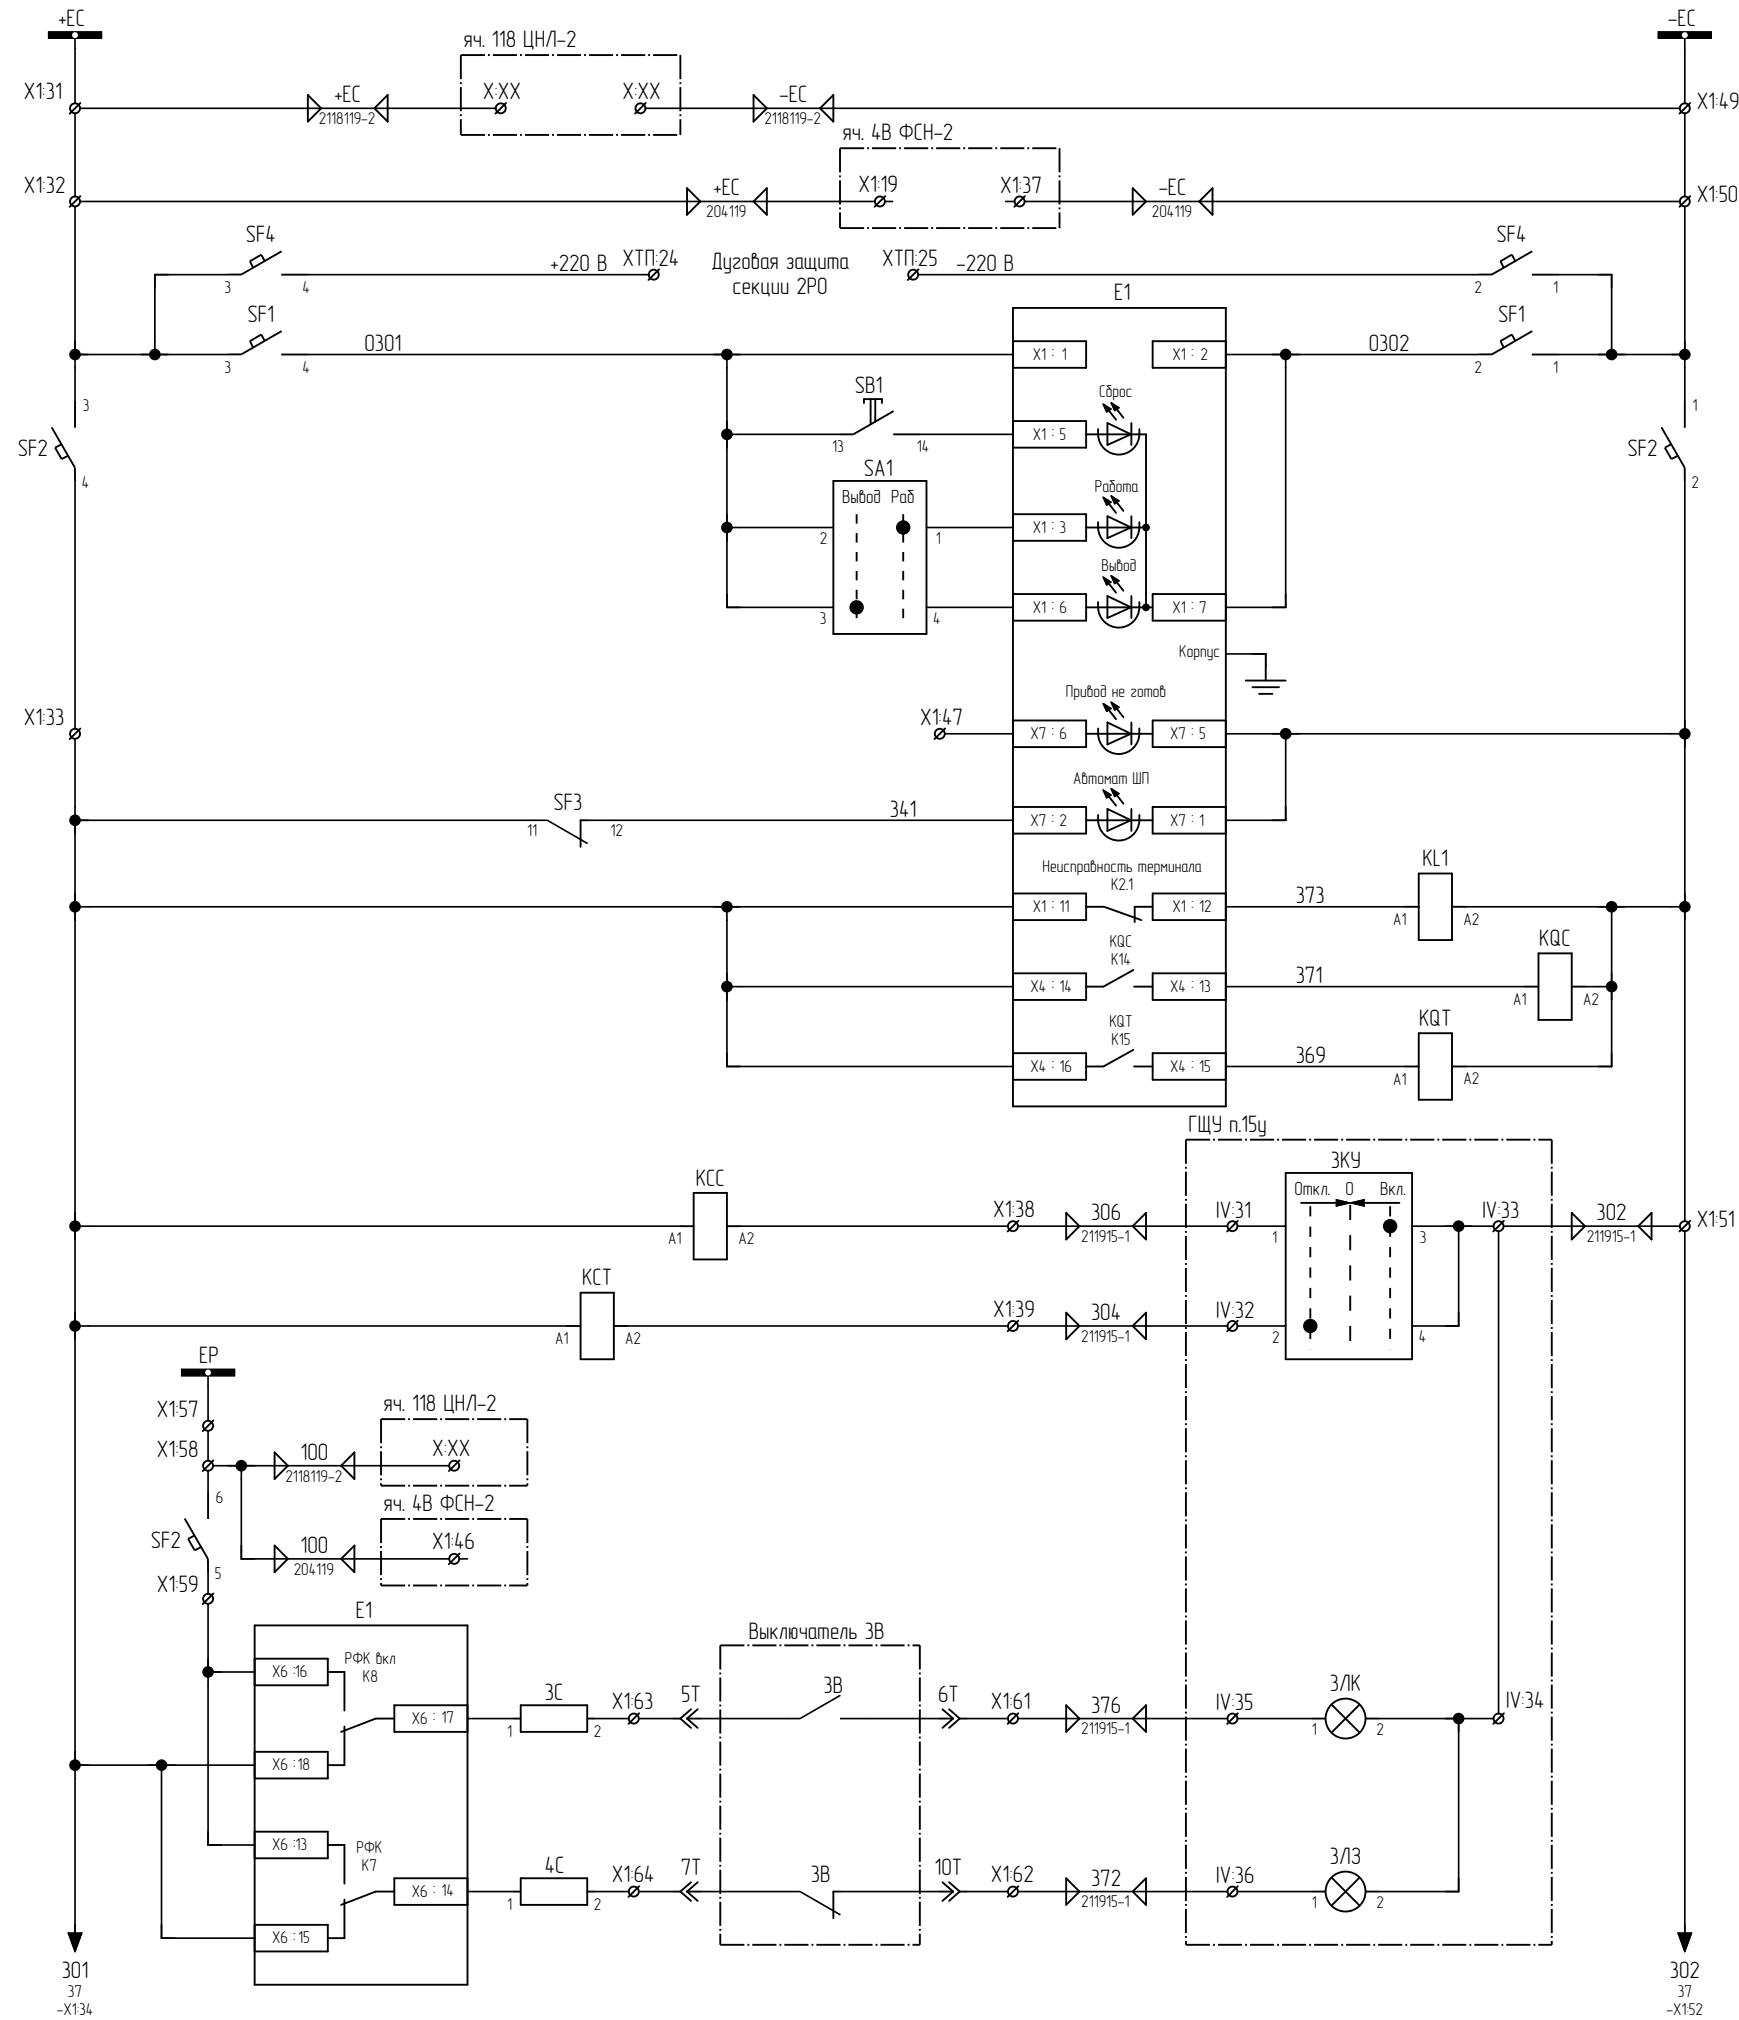 +ЕС
–ЕС
яч. 118 ЦНЛ–2
X1:31
+ЕС
2118119–2
X:XX
X:XX
–ЕС
2118119–2
X1:49
яч. 4В ФСН–2
X1:32
+ЕС
204119
X1:19
X1:37
–ЕС
204119
X1:50
SF4
3
4
+220 В
ХТП:24
Дуговая защита
секции 2РО
ХТП:25
–220 В
SF4
2
1
SF1
3
4
0301
E1
X1 : 1
X1 : 2
0302
SF1
2
1
3
SF2
4
1
SF2
2
SB1
13
14
Сброс
X1 : 5
SA1
Вывод
Раб
2
1
3
4
Работа
X1 : 3
Вывод
X1 : 6
X1 : 7
Корпус
X1:33
X1:47
Привод не готов
X7 : 6
X7 : 5
SF3
11
12
341
Автомат ШП
X7 : 2
X7 : 1
Неисправность терминала
K2.1
X1 : 11
X1 : 12
373
KL1
A1
A2
KQC
K14
X4 : 14
X4 : 13
371
KQC
A1
A2
KQT
K15
X4 : 16
X4 : 15
369
KQT
A1
A2
ГЩУ п.15у
KCC
A1
A2
X1:38
306
211915–1
IV:31
3КУ
Откл.
0
Вкл.
1
3
2
4
IV:33
302
211915–1
X1:51
KCT
A1
A2
X1:39
304
211915–1
IV:32
EP
X1:57
X1:58
яч. 118 ЦНЛ–2
100
2118119–2
X:XX
6
SF2
5
яч. 4В ФСН–2
100
204119
X1:46
X1:59
E1
X6 :16
РФК вкл
K8
X6 : 17
X6 :18
X6 :13
РФК
K7
X6 : 14
X6 :15
3С
1
2
X1:63
5Т
Выключатель 3В
3В
6Т
X1:61
376
211915–1
IV:35
3ЛК
1
2
IV:34
4С
1
2
X1:64
7Т
3В
10Т
X1:62
372
211915–1
IV:36
3ЛЗ
1
2
301
37
–X1:34
302
37
–X1:52